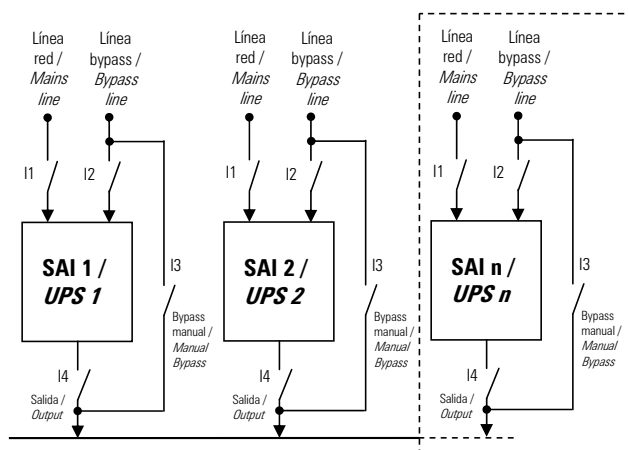 Línea
red /
Mains
line
Línea
bypass /
Bypass
line
I1
I2
SAI 1 /
UPS 1
I3
Bypass
manual /
Manual
Bypass
I4
Salida /
Output
Línea
red /
Mains
line
Línea
bypass /
Bypass
line
I1
I2
SAI 2 /
UPS 2
I3
Bypass
manual /
Manual
Bypass
I4
Salida /
Output
Línea
red /
Mains
line
Línea
bypass /
Bypass
line
I1
I2
SAI n /
UPS n
I3
Bypass
manual /
Manual
Bypass
I4
Salida /
Output